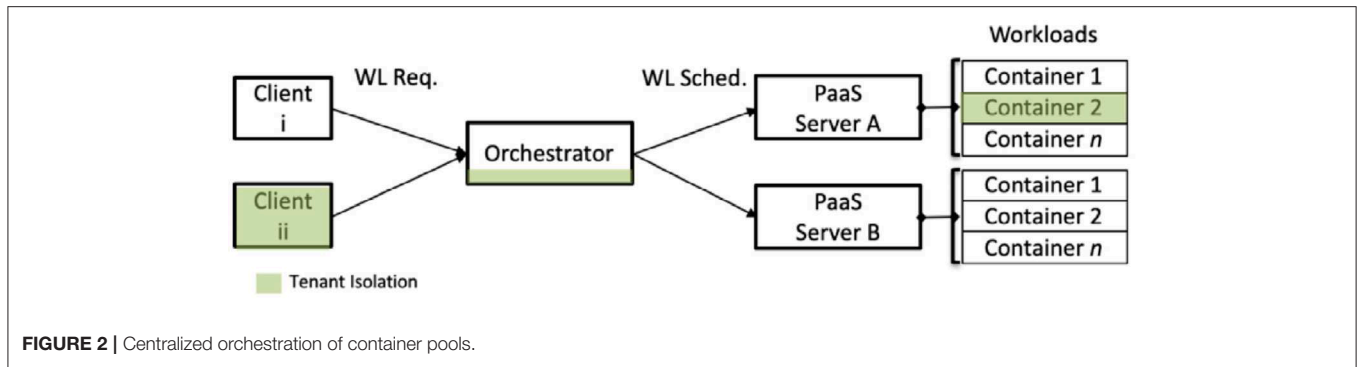 Workloads
WL Req.
WL Sched.
Client
i
Client
ii
Orchestrator
PaaS
Server A
PaaS
Server B
Container 1
Container 2
Container n
Container 1
Container 2
Container n
Tenant Isolation
FIGURE 2 | Centralized orchestration of container pools.